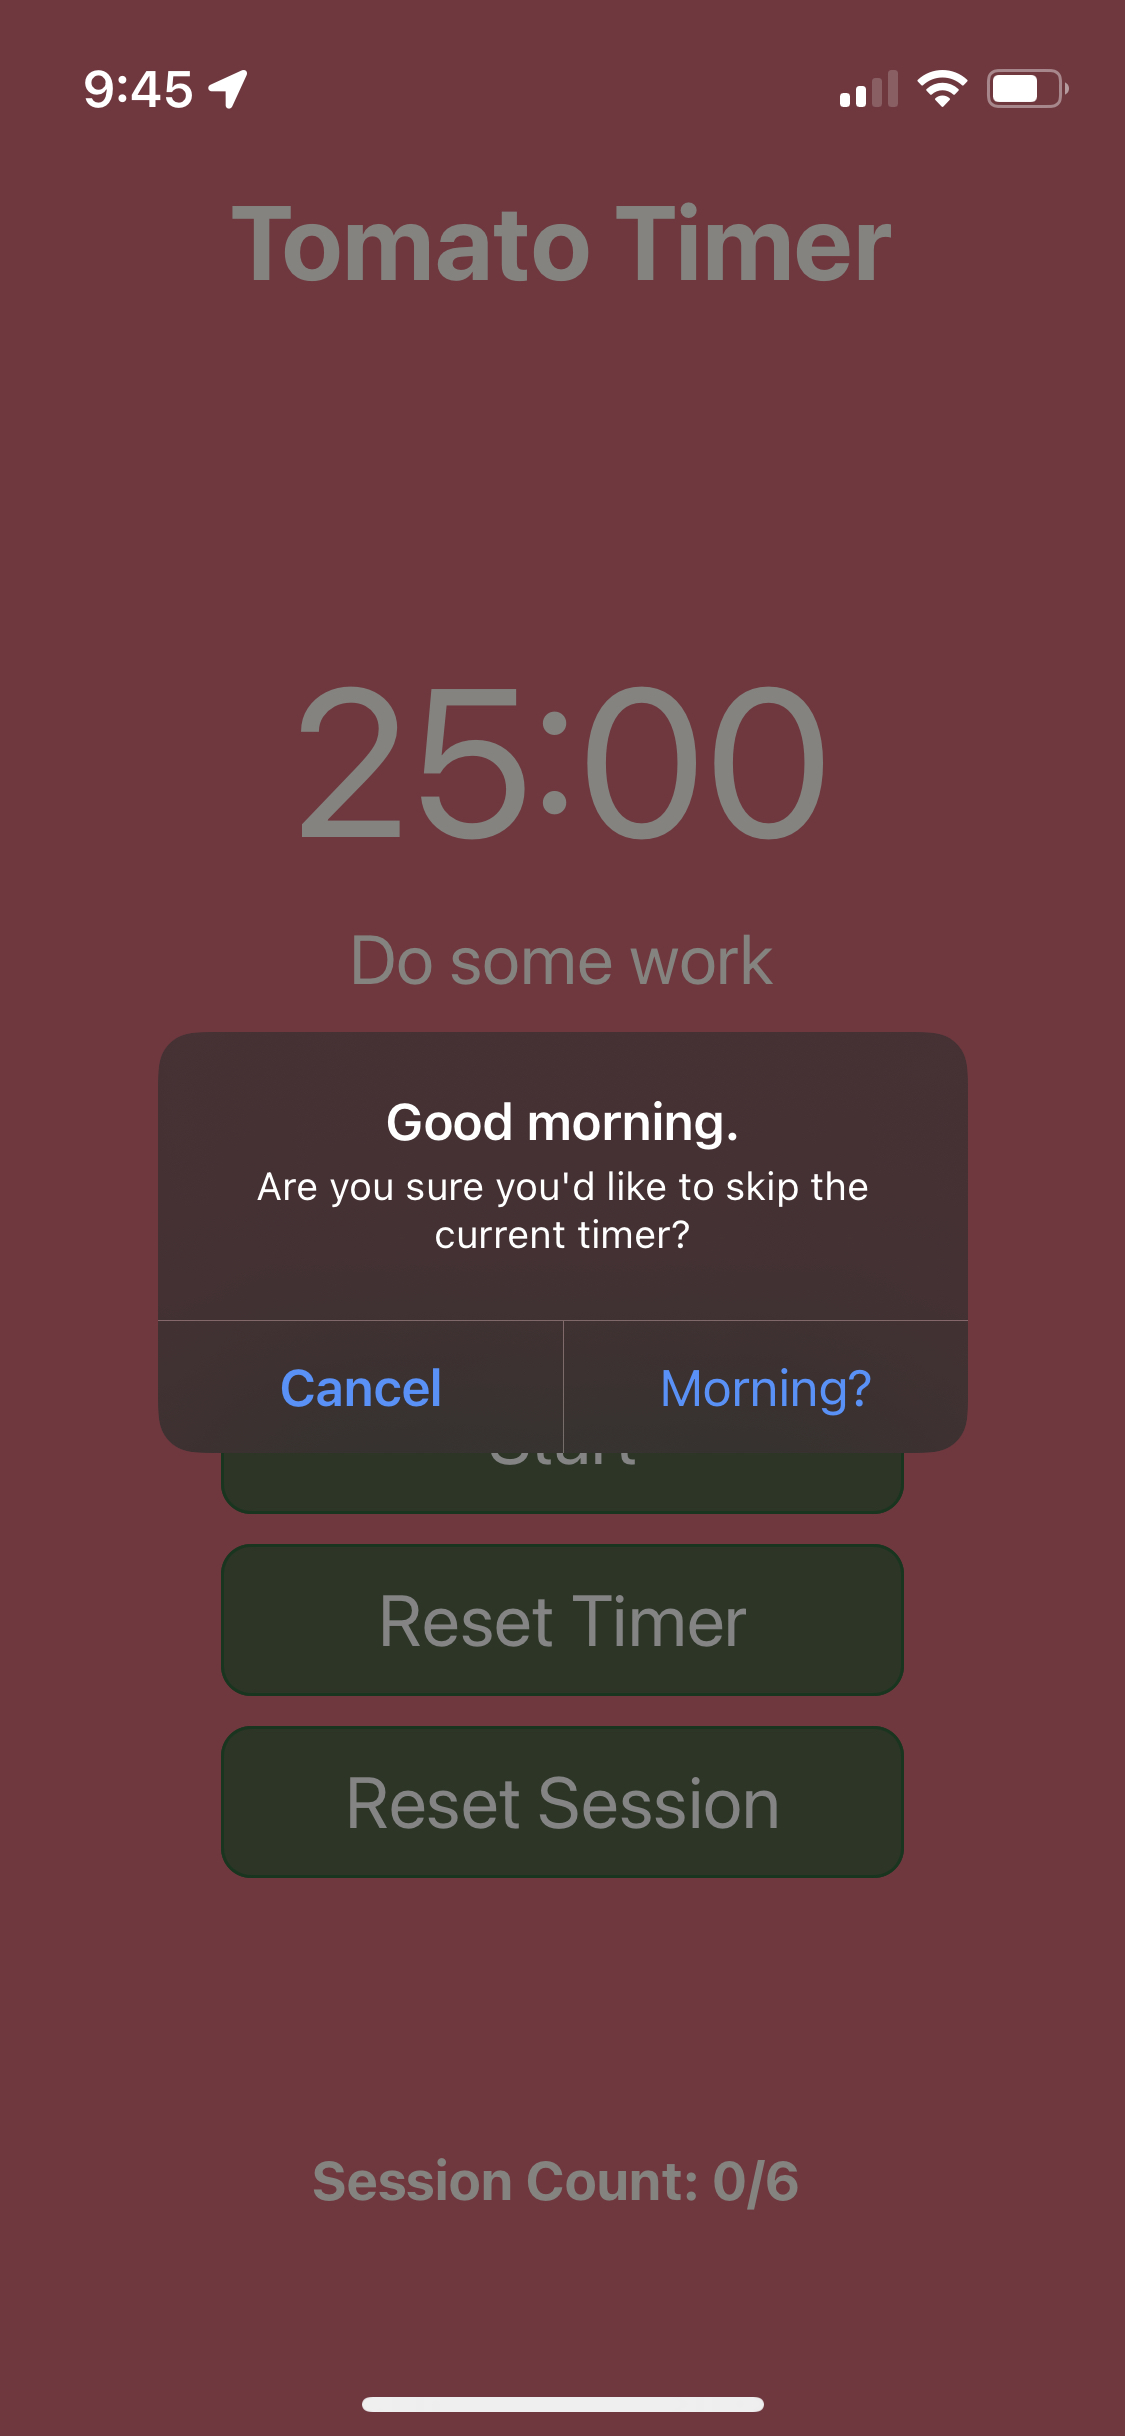 9:45
Tomato Timer
25:00
Do some work
Good morning.
Are you sure you'd like to skip the
current timer?
Cancel
Morning?
Start
Reset Timer
Reset Session
Session Count: 0/6